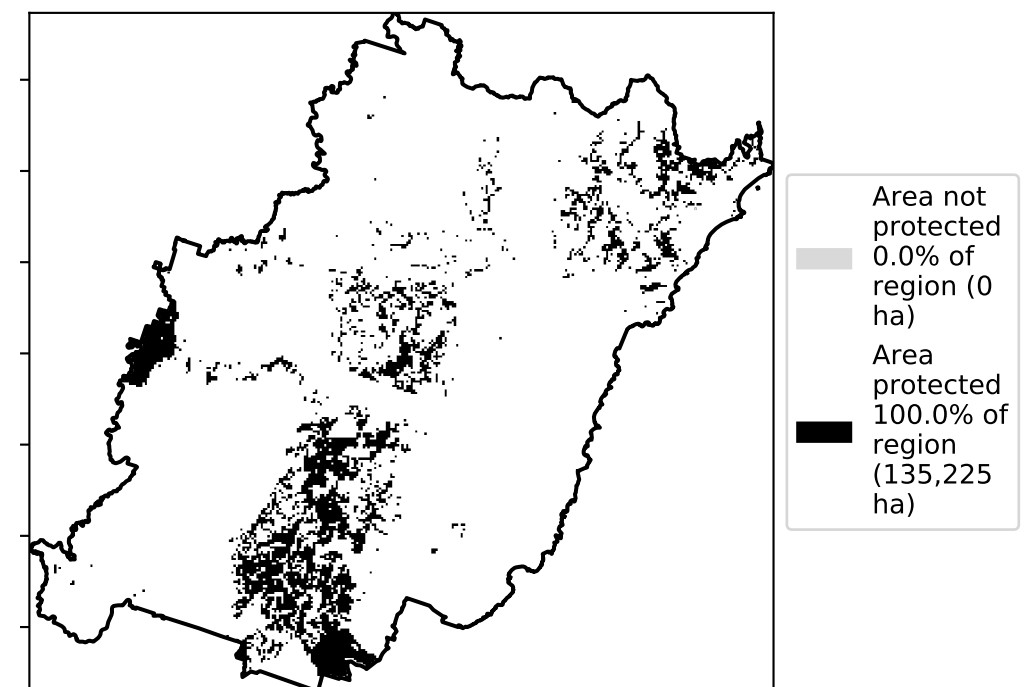 Area not
protected
0.0% of
region (0
ha)
Area
protected
100.0% of
region
(135,225
ha)